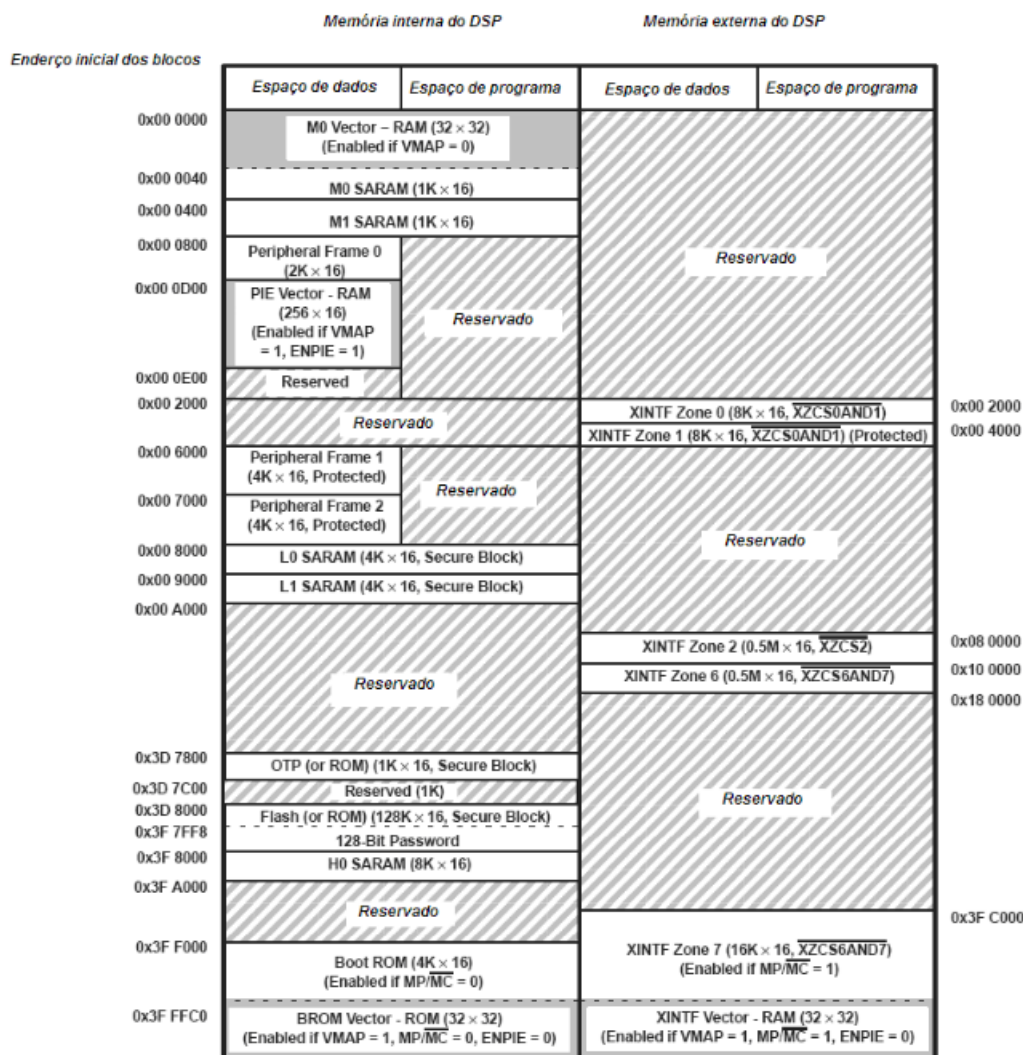 Memória interna do DSP
Memória externa do DSP
Enderço inicial dos blocos
Espaço de dados
Espaço de programa
Espaço de dados
Espaço de programa
0x00 0000
M0 Vector – RAM (32 × 32)
(Enabled if VMAP = 0)
0x00 0040
M0 SARAM (1K × 16)
0x00 0400
M1 SARAM (1K × 16)
0x00 0800
Peripheral Frame 0
(2K × 16)
Reservado
0x00 0D00
PIE Vector - RAM
(256 × 16)
(Enabled if VMAP
= 1, ENPIE = 1)
Reservado
0x00 0E00
Reserved
0x00 2000
Reservado
XINTF Zone 0 (8K × 16, XZCS0AND1)
0x00 2000
XINTF Zone 1 (8K × 16, XZCS0AND1) (Protected)
0x00 4000
0x00 6000
Peripheral Frame 1
(4K × 16, Protected)
Reservado
0x00 7000
Peripheral Frame 2
(4K × 16, Protected)
Reservado
0x00 8000
L0 SARAM (4K × 16, Secure Block)
0x00 9000
L1 SARAM (4K × 16, Secure Block)
0x00 A000
XINTF Zone 2 (0.5M × 16, XZCS2)
0x08 0000
XINTF Zone 6 (0.5M × 16, XZCS6AND7)
0x10 0000
Reservado
0x18 0000
0x3D 7800
OTP (or ROM) (1K × 16, Secure Block)
0x3D 7C00
Reserved (1K)
Reservado
0x3D 8000
Flash (or ROM) (128K × 16, Secure Block)
0x3F 7FF8
128-Bit Password
0x3F 8000
H0 SARAM (8K × 16)
0x3F A000
Reservado
0x3F C000
0x3F F000
Boot ROM (4K × 16)
(Enabled if MP/MC = 0)
XINTF Zone 7 (16K × 16, XZCS6AND7)
(Enabled if MP/MC = 1)
0x3F FFC0
BROM Vector - ROM (32 × 32)
(Enabled if VMAP = 1, MP/MC = 0, ENPIE = 0)
XINTF Vector - RAM (32 × 32)
(Enabled if VMAP = 1, MP/MC = 1, ENPIE = 0)